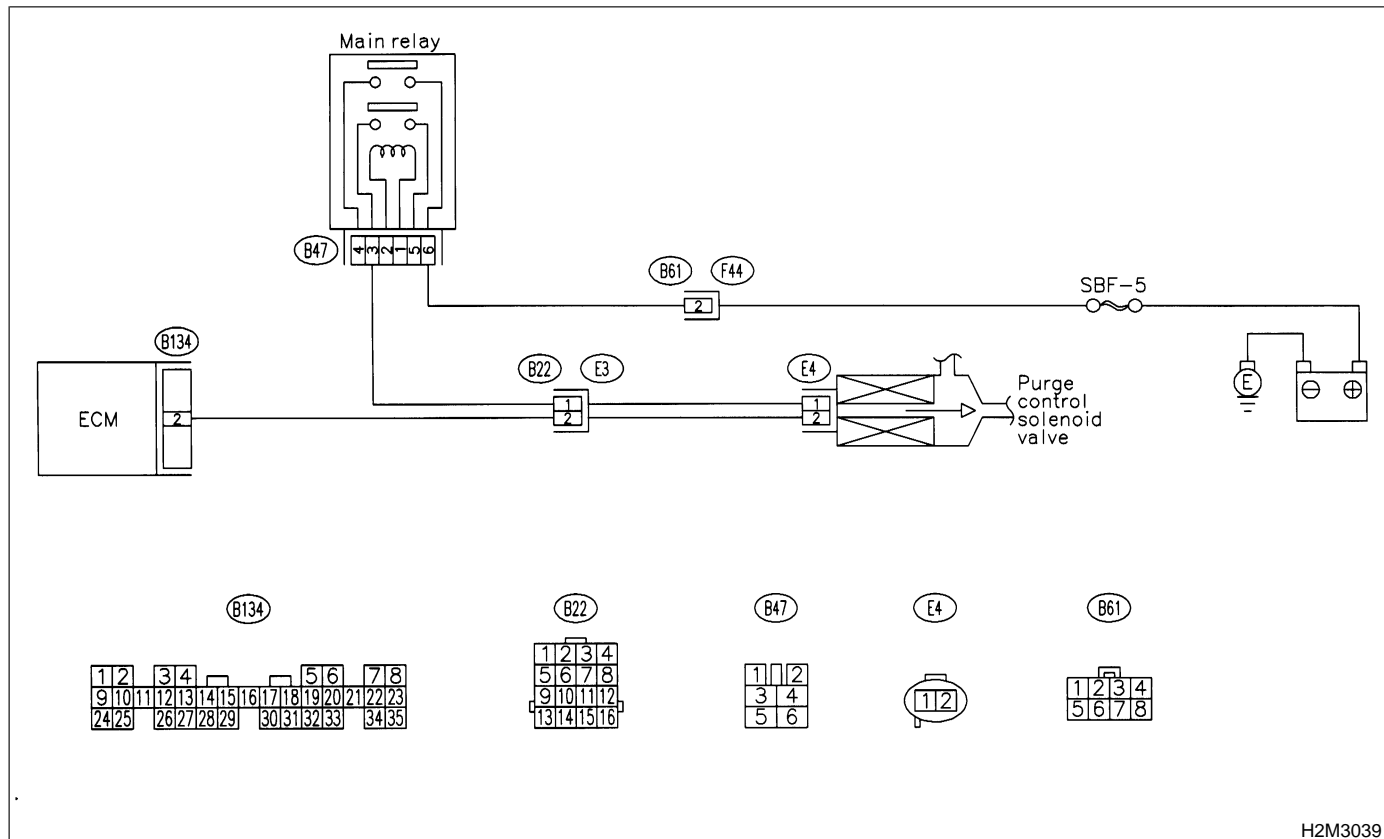 Main relay
B47
4 3 2 1 5 6
B61 F44
2
SBF-5
B134
ECM
2
B22 E3
1
2
E4
1
2
Purge
control
solenoid
valve
E
⊖ ⊕
B134
1 2 3 4 5 6 7 8
9 10 11 12 13 14 15 16 17 18 19 20 21 22 23
24 25 26 27 28 29 30 31 32 33 34 35
B22
1 2 3 4
5 6 7 8
9 10 11 12
13 14 15 16
B47
1 2
3 4
5 6
E4
1 2
B61
1 2 3 4
5 6 7 8
H2M3039